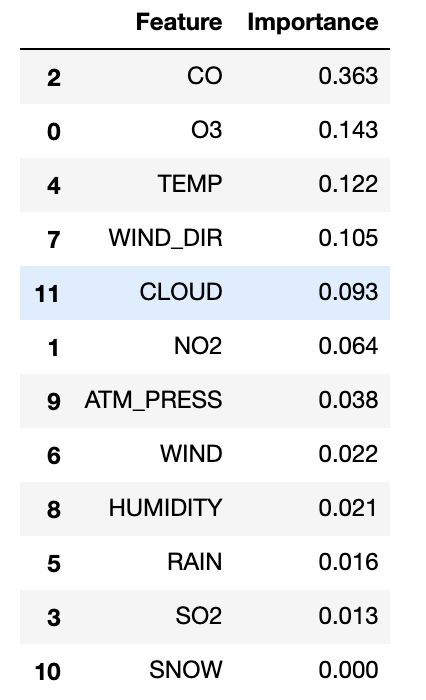 Feature Importance
2 CO 0.363
0 O3 0.143
4 TEMP 0.122
7 WIND_DIR 0.105
11 CLOUD 0.093
1 NO2 0.064
9 ATM_PRESS 0.038
6 WIND 0.022
8 HUMIDITY 0.021
5 RAIN 0.016
3 SO2 0.013
10 SNOW 0.000